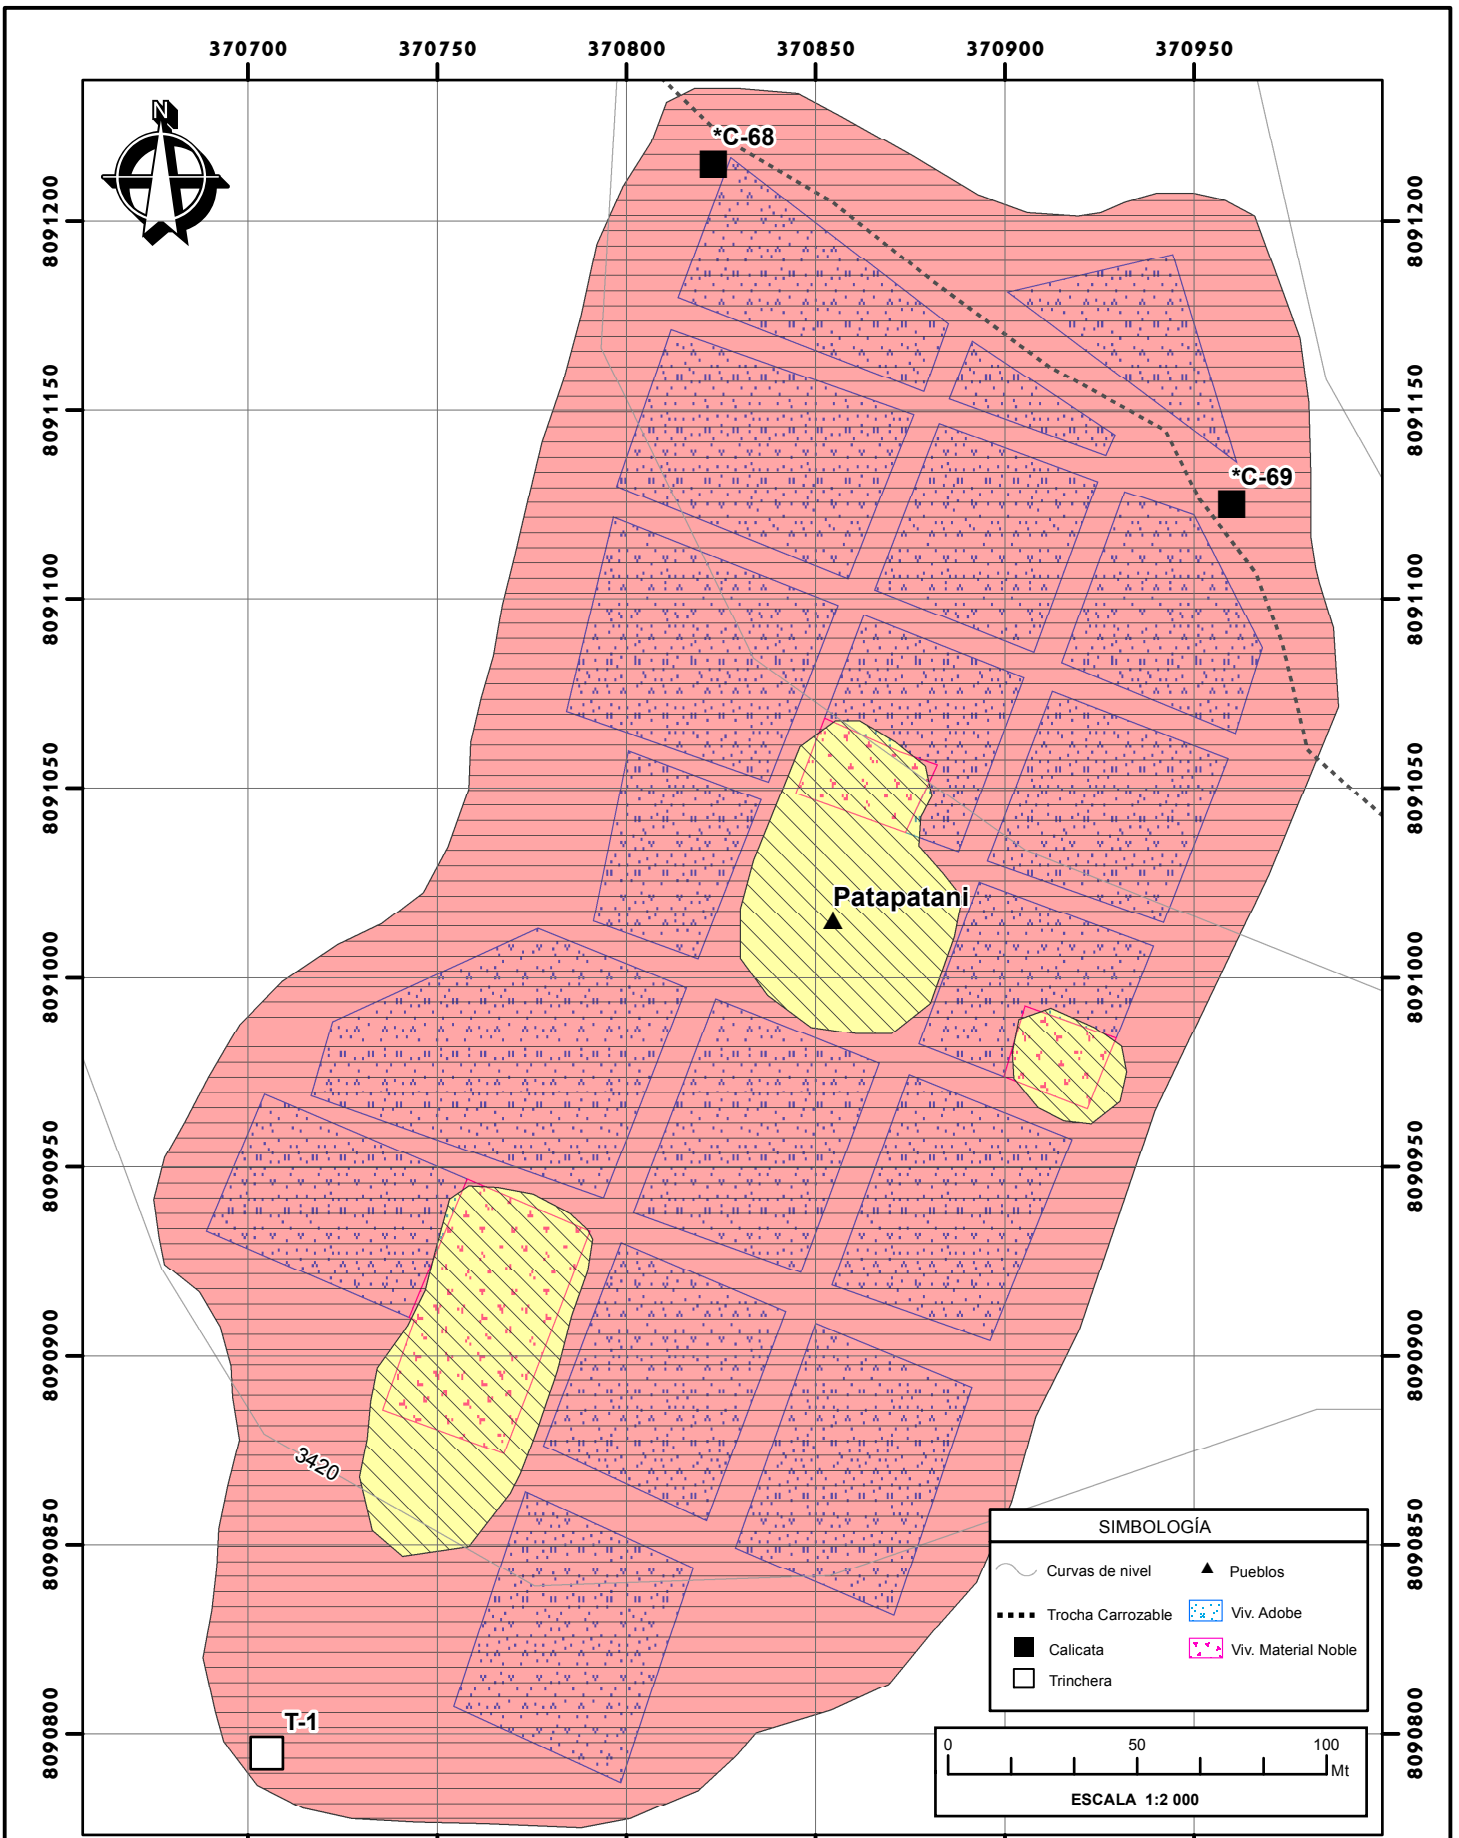 370700 370750 370800 370850 370900 370950
N
*C-68
8091200 8091200
8091150 8091150
*C-69
8091100 8091100
8091050 8091050
Patapatani
8091000 8091000
8090950 8090950
8090900 8090900
3420
8090850 8090850
SIMBOLOGÍA
Curvas de nivel
Pueblos
Trocha Carrozable
Viv. Adobe
Calicata
Viv. Material Noble
Trinchera
T-1
8090800 8090800
0 50 100
Mt
ESCALA 1:2 000